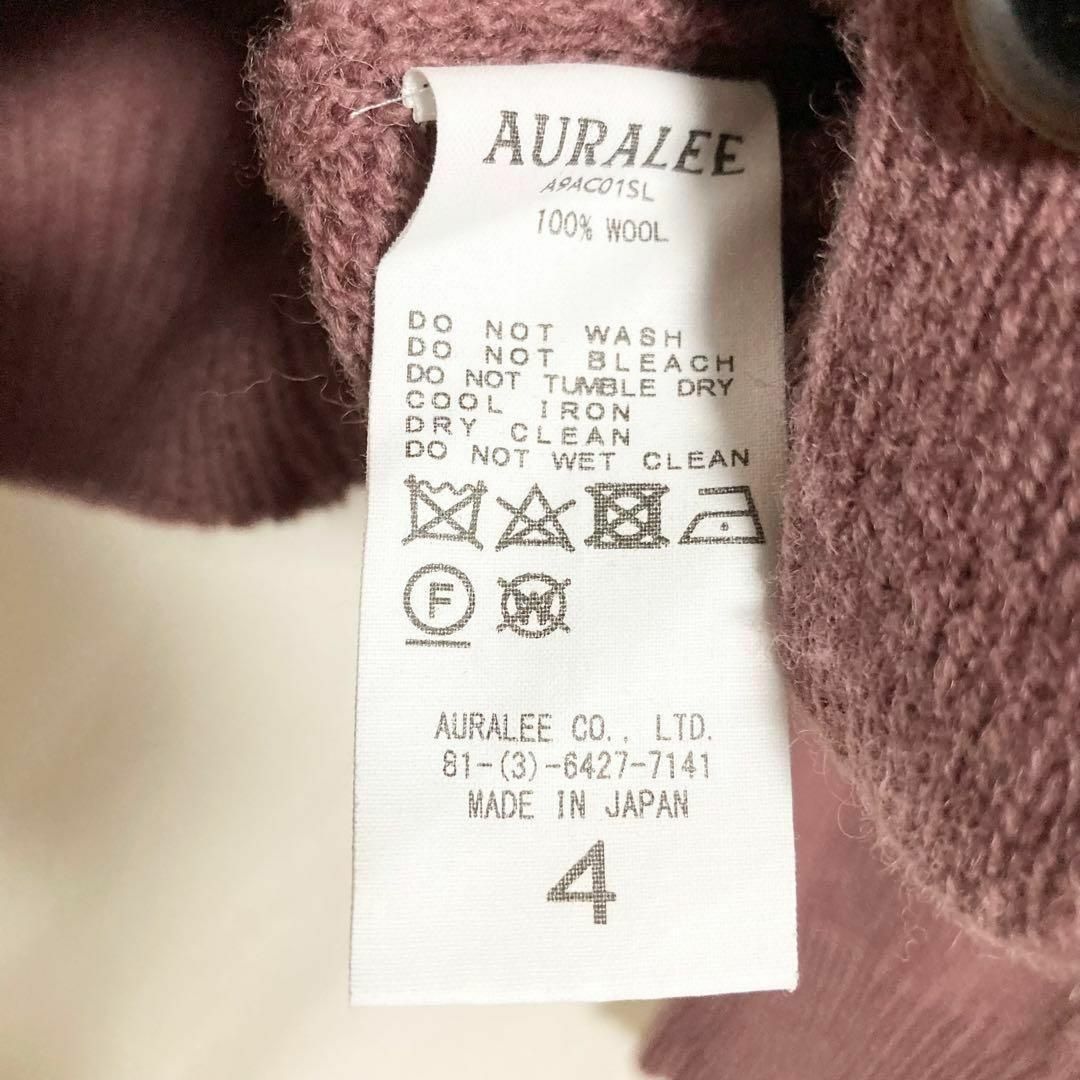 AURALEE
A9AC01SL
100% WOOL
DO NOT WASH
DO NOT BLEACH
DO NOT TUMBLE DRY
COOL IRON
DRY CLEAN
DO NOT WET CLEAN
F W
AURALEE CO., LTD.
81-(3)-6427-7141
MADE IN JAPAN
4